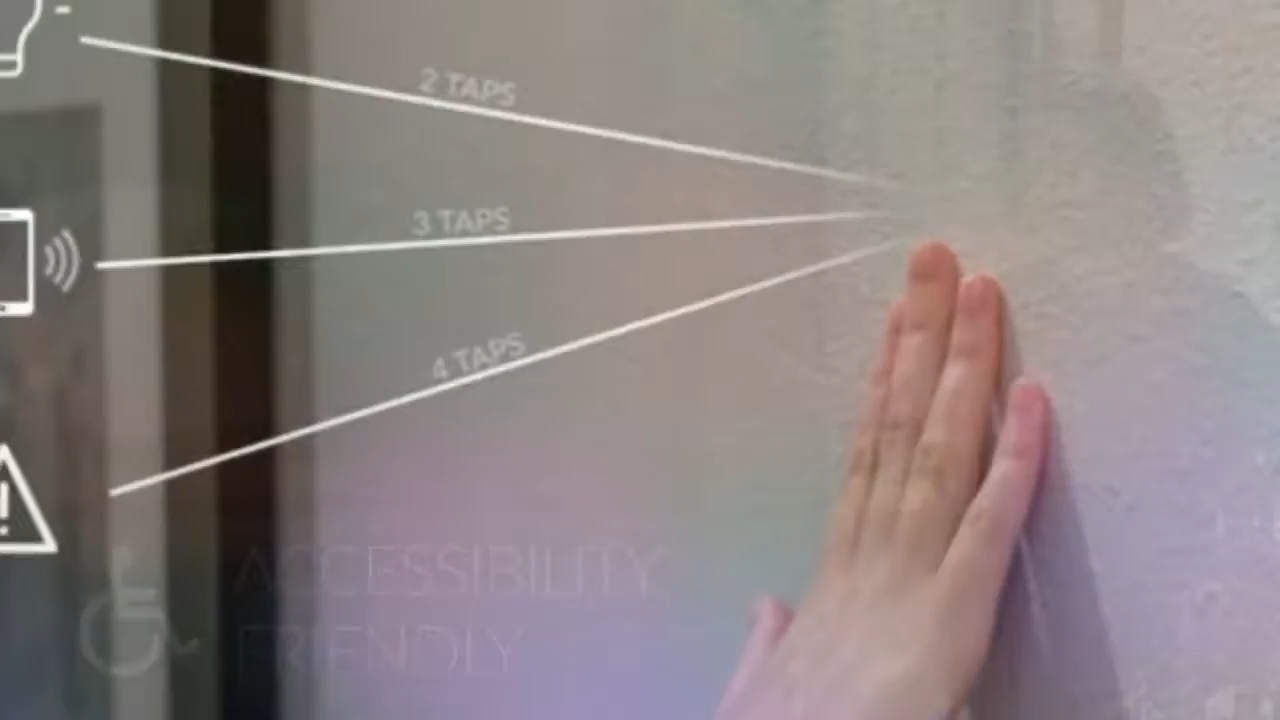 2 TAPS
3 TAPS
4 TAPS
ACCESSIBILITY
FRIENDLY